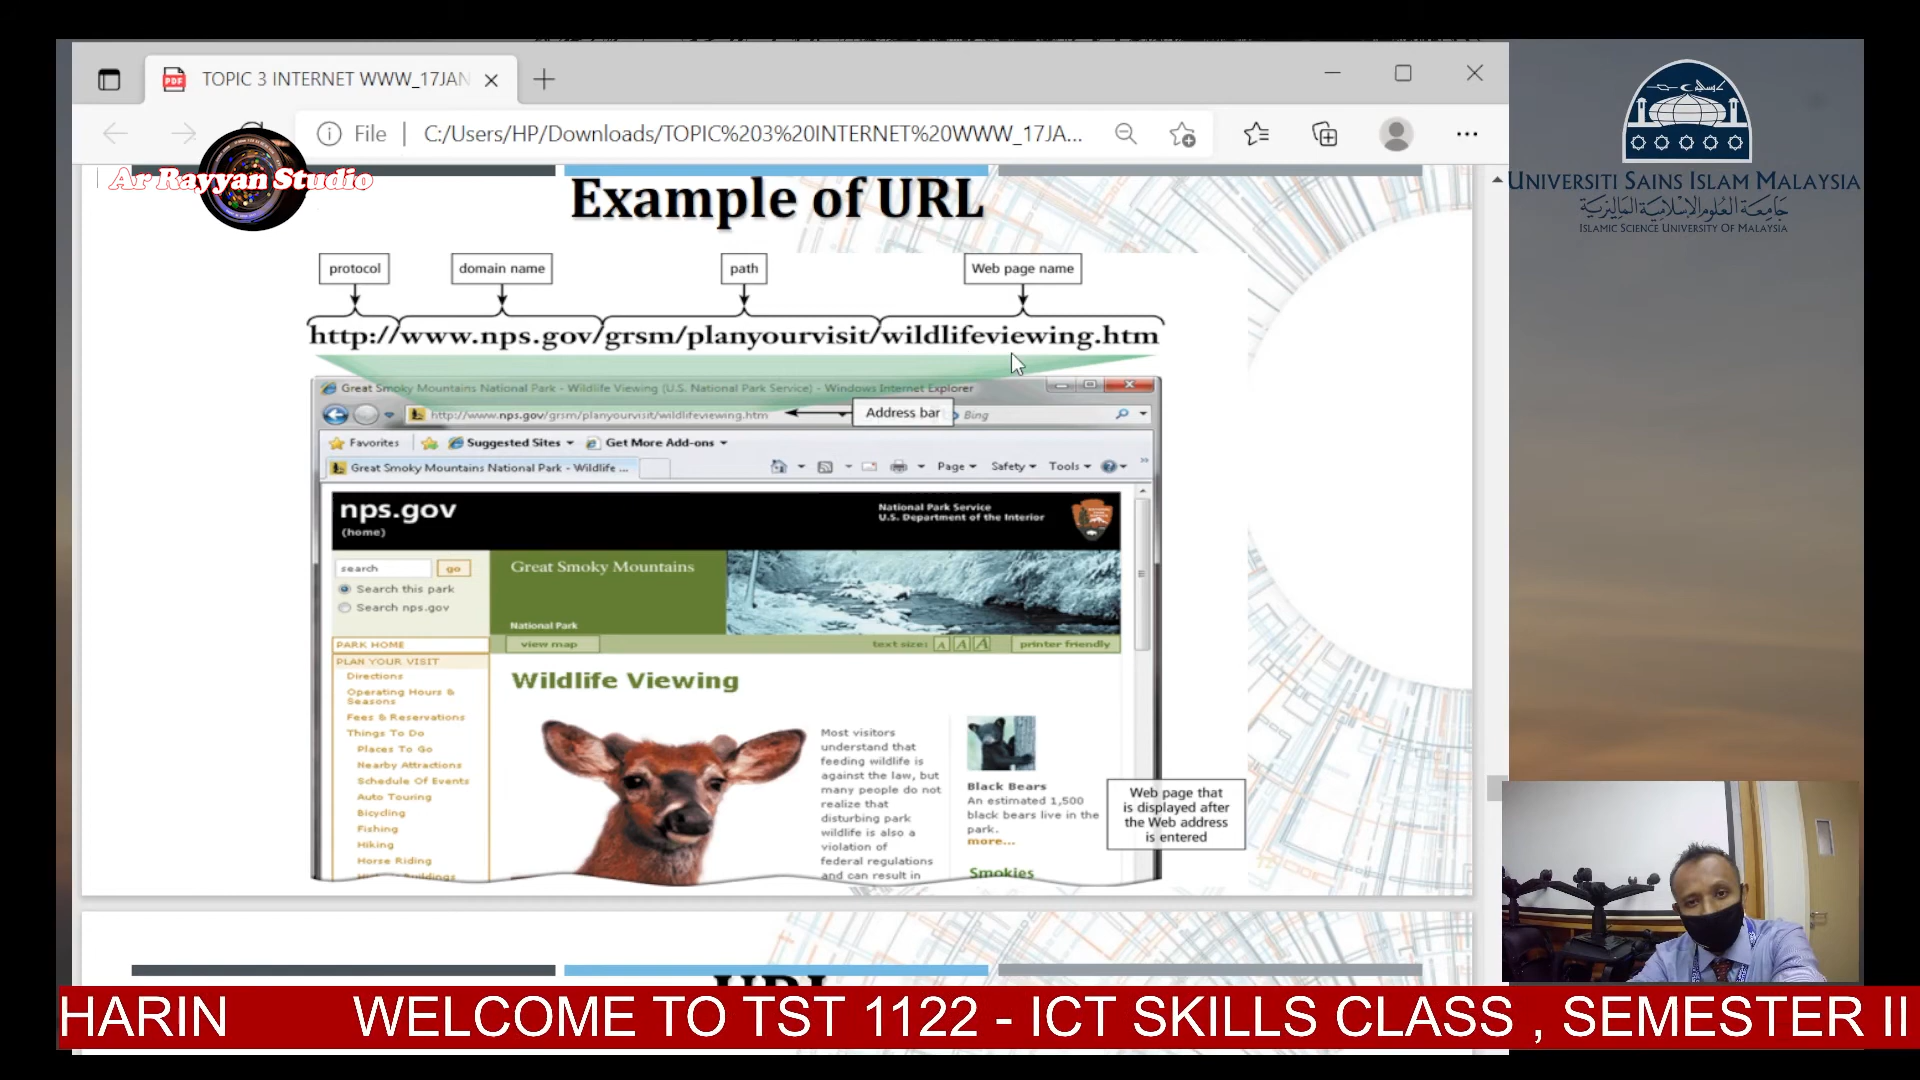 TOPIC 3 INTERNET WWW_17JAN
File
C:/Users/HP/Downloads/TOPIC%203%20INTERNET%20WWW_17JA...
Ar Rayyan Studio
UNIVERSITI SAINS ISLAM MALAYSIA
ISLAMIC SCIENCE UNIVERSITY OF MALAYSIA
Example of URL
protocol
domain name
path
Web page name
http://www.nps.gov/grsm/planyourvisit/wildlifeviewing.htm
Great Smoky Mountains National Park - Wildlife Viewing (U.S. National Park Service) - Windows Internet Explorer
http://www.nps.gov/grsm/planyourvisit/wildlifeviewing.htm
Address bar
Bing
Favorites
Suggested Sites
Get More Add-ons
Great Smoky Mountains National Park - Wildlife ...
Page
Safety
Tools
nps.gov
(home)
National Park Service
U.S. Department of the Interior
search
go
Search this park
Search nps.gov
Great Smoky Mountains
National Park
PARK HOME
view map
text size: A A A
printer friendly
PLAN YOUR VISIT
Directions
Operating Hours &
Seasons
Fees & Reservations
Things To Do
Places To Go
Nearby Attractions
Schedule Of Events
Auto Touring
Bicycling
Fishing
Hiking
Horse Riding
Wildlife Viewing
Most visitors
understand that
feeding wildlife is
against the law, but
many people do not
realize that
disturbing park
wildlife is also a
violation of
federal regulations
and can result in
Black Bears
An estimated 1,500
black bears live in the
park.
more...
Smokies
Web page that
is displayed after
the Web address
is entered
URL
HARIN WELCOME TO TST 1122 - ICT SKILLS CLASS , SEMESTER II